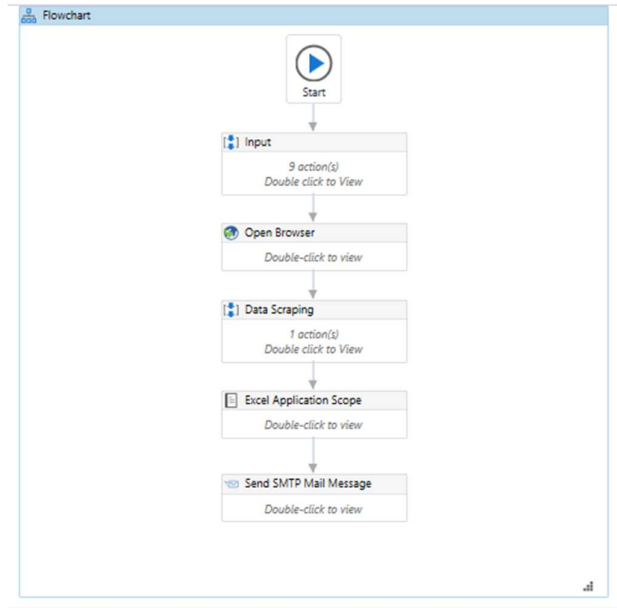 Flowchart
Start
Input
9 action(s)
Double click to View
Open Browser
Double-click to view
Data Scraping
1 action(s)
Double click to View
Excel Application Scope
Double-click to view
Send SMTP Mail Message
Double-click to view